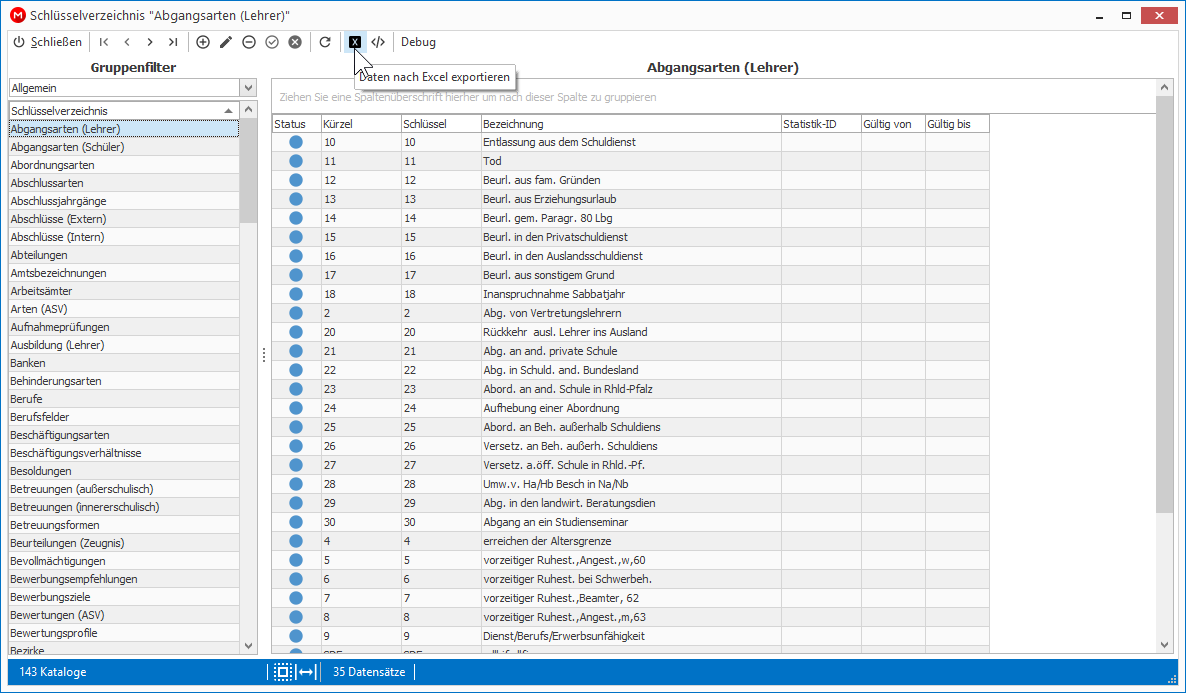 M Schlüsselverzeichnis "Abgangsarten (Lehrer)"
Schließen X </> Debug
Daten nach Excel exportieren
Gruppenfilter
Allgemein
Schlüsselverzeichnis
Abgangsarten (Lehrer)
Abgangsarten (Schüler)
Abordnungsarten
Abschlussarten
Abschlussjahrgänge
Abschlüsse (Extern)
Abschlüsse (Intern)
Abteilungen
Amtsbezeichnungen
Arbeitsämter
Arten (ASV)
Aufnahmeprüfungen
Ausbildung (Lehrer)
Banken
Behinderungsarten
Berufe
Berufsfelder
Beschäftigungsarten
Beschäftigungsverhältnisse
Besoldungen
Betreuungen (außerschulisch)
Betreuungen (innererschulisch)
Betreuungsformen
Beurteilungen (Zeugnis)
Bevollmächtigungen
Bewerbungsempfehlungen
Bewerbungsziele
Bewertungen (ASV)
Bewertungsprofile
Bezirke
Abgangsarten (Lehrer)
Ziehen Sie eine Spaltenüberschrift hierher um nach dieser Spalte zu gruppieren
Status Kürzel Schlüssel Bezeichnung Statistik-ID Gültig von Gültig bis
10 10 Entlassung aus dem Schuldienst
11 11 Tod
12 12 Beurl. aus fam. Gründen
13 13 Beurl. aus Erziehungsurlaub
14 14 Beurl. gem. Paragr. 80 Lbg
15 15 Beurl. in den Privatschuldienst
16 16 Beurl. in den Auslandsschuldienst
17 17 Beurl. aus sonstigem Grund
18 18 Inanspruchnahme Sabbatjahr
2 2 Abg. von Vertretungslehrern
20 20 Rückkehr  ausl. Lehrer ins Ausland
21 21 Abg. an and. private Schule
22 22 Abg. in Schuld. and. Bundesland
23 23 Abord. an and. Schule in Rhld-Pfalz
24 24 Aufhebung einer Abordnung
25 25 Abord. an Beh. außerhalb Schuldiens
26 26 Versetz. an Beh. außerh. Schuldiens
27 27 Versetz. a.öff. Schule in Rhld.-Pf.
28 28 Umw.v. Ha/Hb Besch in Na/Nb
29 29 Abg. in den landwirt. Beratungsdien
30 30 Abgang an ein Studienseminar
4 4 erreichen der Altersgrenze
5 5 vorzeitiger Ruhest.,Angest.,w,60
6 6 vorzeitiger Ruhest. bei Schwerbeh.
7 7 vorzeitiger Ruhest.,Beamter, 62
8 8 vorzeitiger Ruhest.,Angest.,m,63
9 9 Dienst/Berufs/Erwerbsunfähigkeit
143 Kataloge 35 Datensätze